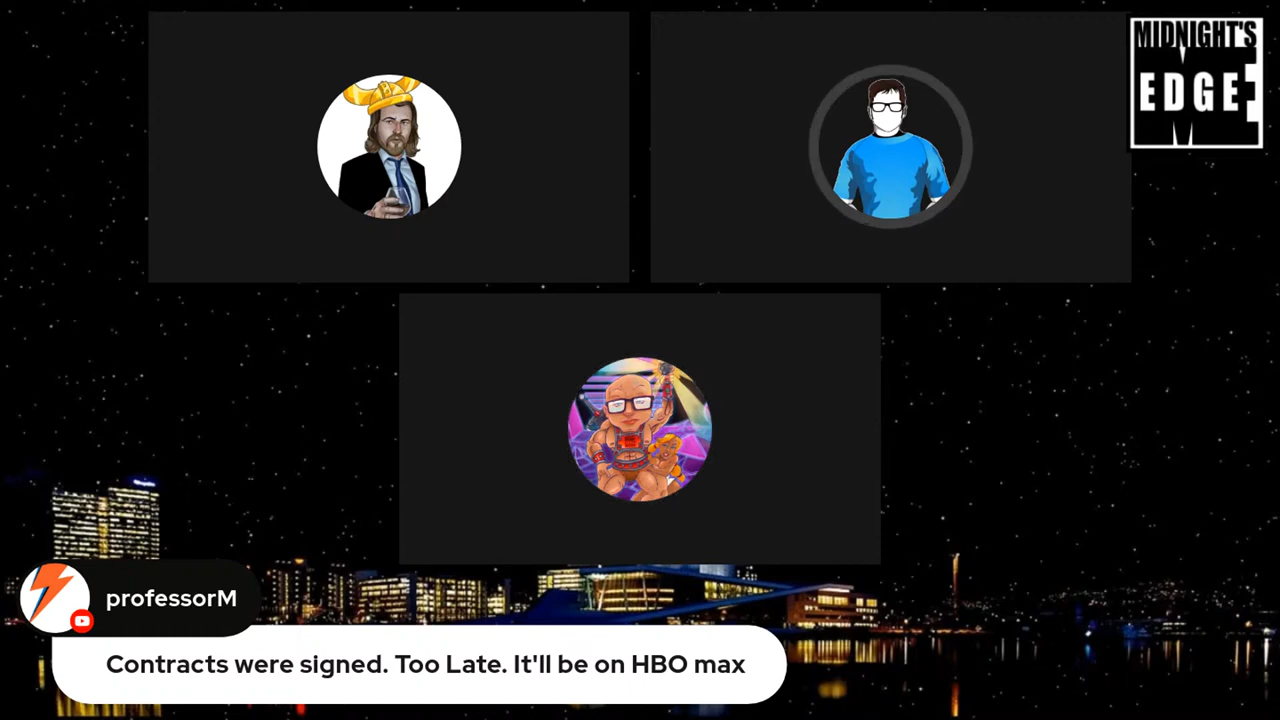 MIDNIGHT'S
EDGE
professorM
Contracts were signed. Too Late. It'll be on HBO max